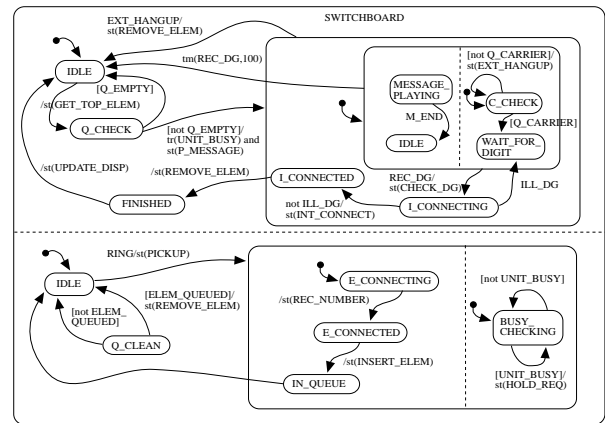 SWITCHBOARD
EXT_HANGUP/
st(REMOVE_ELEM)
tm(REC_DG,100)
IDLE
[Q_EMPTY]
/st(GET_TOP_ELEM)
Q_CHECK
[not Q_EMPTY]/
tr(UNIT_BUSY) and
st(P_MESSAGE)
MESSAGE_
PLAYING
M_END
IDLE
[not Q_CARRIER]/
st(EXT_HANGUP)
C_CHECK
[Q_CARRIER]
WAIT_FOR_
DIGIT
/st(UPDATE_DISP)
/st(REMOVE_ELEM)
FINISHED
I_CONNECTED
REC_DG/
st(CHECK_DG)
ILL_DG
not ILL_DG/
st(INT_CONNECT)
I_CONNECTING
RING/st(PICKUP)
IDLE
[ELEM_QUEUED]/
st(REMOVE_ELEM)
[not ELEM_
QUEUED]
Q_CLEAN
E_CONNECTING
/st(REC_NUMBER)
E_CONNECTED
/st(INSERT_ELEM)
IN_QUEUE
[not UNIT_BUSY]
BUSY_
CHECKING
[UNIT_BUSY]/
st(HOLD_REQ)